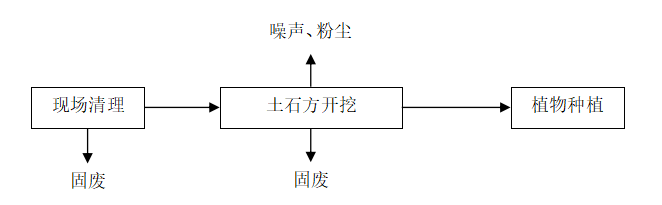 噪声、粉尘
现场清理
土石方开挖
植物种植
固废
固废